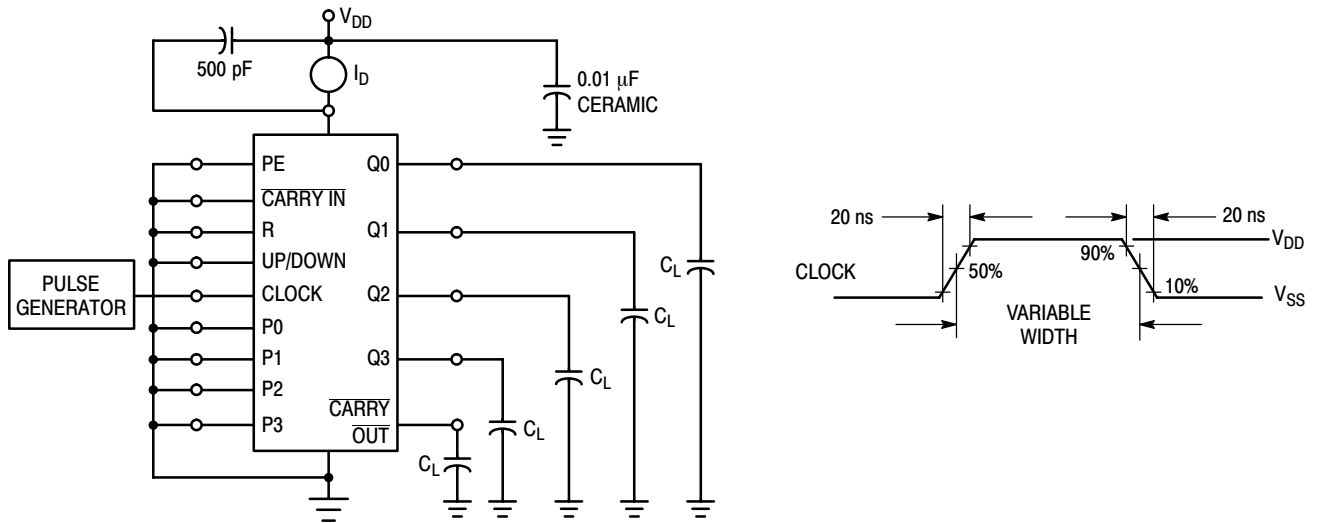 V_DD
500 pF
I_D
0.01 μF
CERAMIC
PE
CARRY IN
R
UP/DOWN
CLOCK
P0
P1
P2
P3
Q0
Q1
Q2
Q3
CARRY
OUT
PULSE
GENERATOR
C_L
C_L
C_L
C_L
C_L
20 ns
20 ns
V_DD
90%
50%
CLOCK
10%
V_SS
VARIABLE
WIDTH